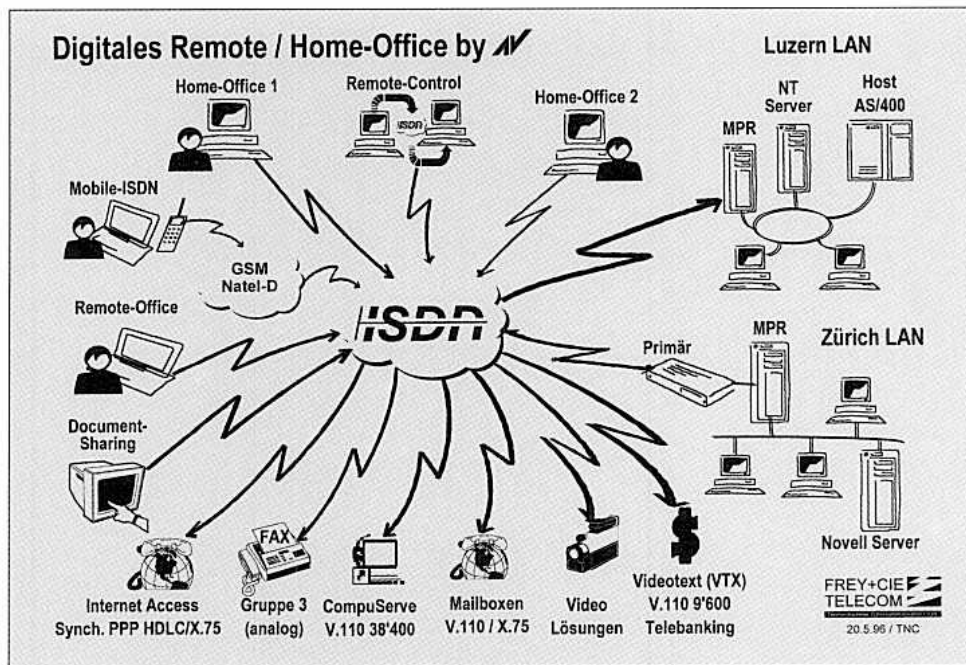 Digitales Remote / Home-Office by AV
Luzern LAN
Home-Office 1
Remote-Control
Home-Office 2
NT
Server
Host
AS/400
MPR
ISDN
Mobile-ISDN
GSM
Natel-D
Remote-Office
ISDN
Primär
MPR
Zürich LAN
Document-
Sharing
FAX
Novell Server
Internet Access
Synch. PPP HDLC/X.75
Gruppe 3
(analog)
CompuServe
V.110 38'400
Mailboxen
V.110 / X.75
Video
Lösungen
Videotext (VTX)
V.110 9'600
Telebanking
FREY+CIE
TELECOM
20.5.96 / TNC